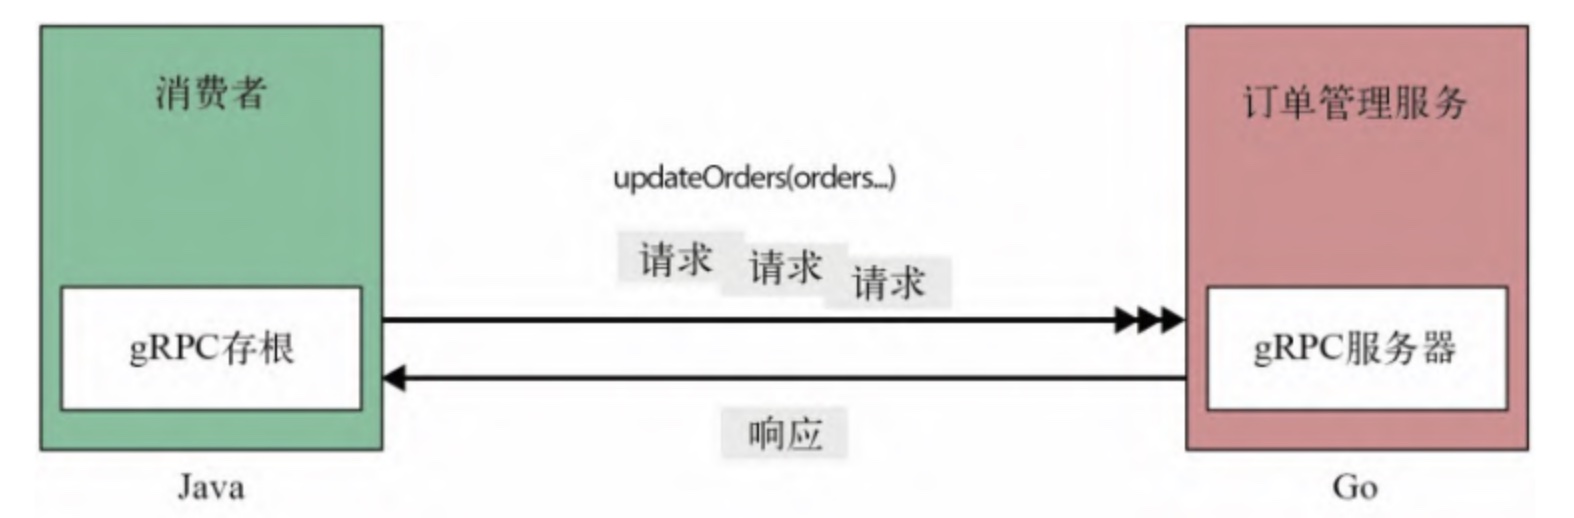 消费者
订单管理服务
updateOrders(orders...)
请求 请求 请求
gRPC存根
gRPC服务器
响应
Java
Go